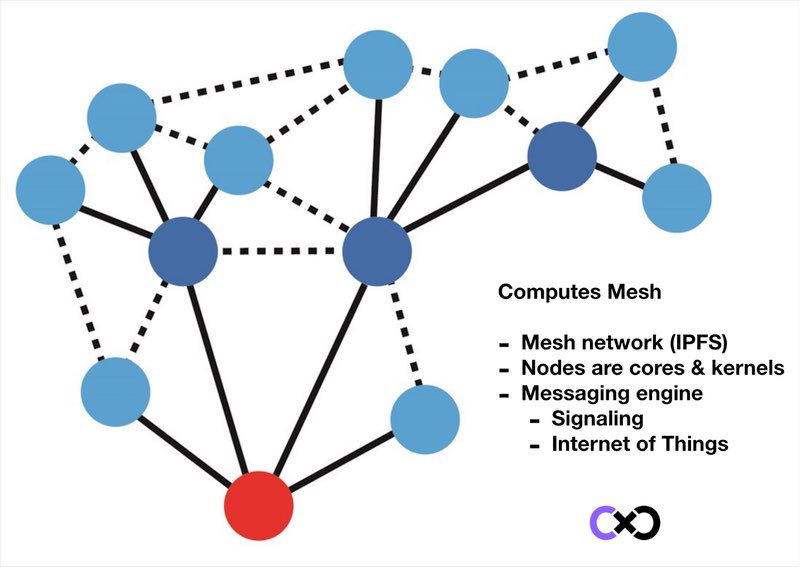 Computes Mesh
- Mesh network (IPFS)
- Nodes are cores & kernels
- Messaging engine
- Signaling
- Internet of Things